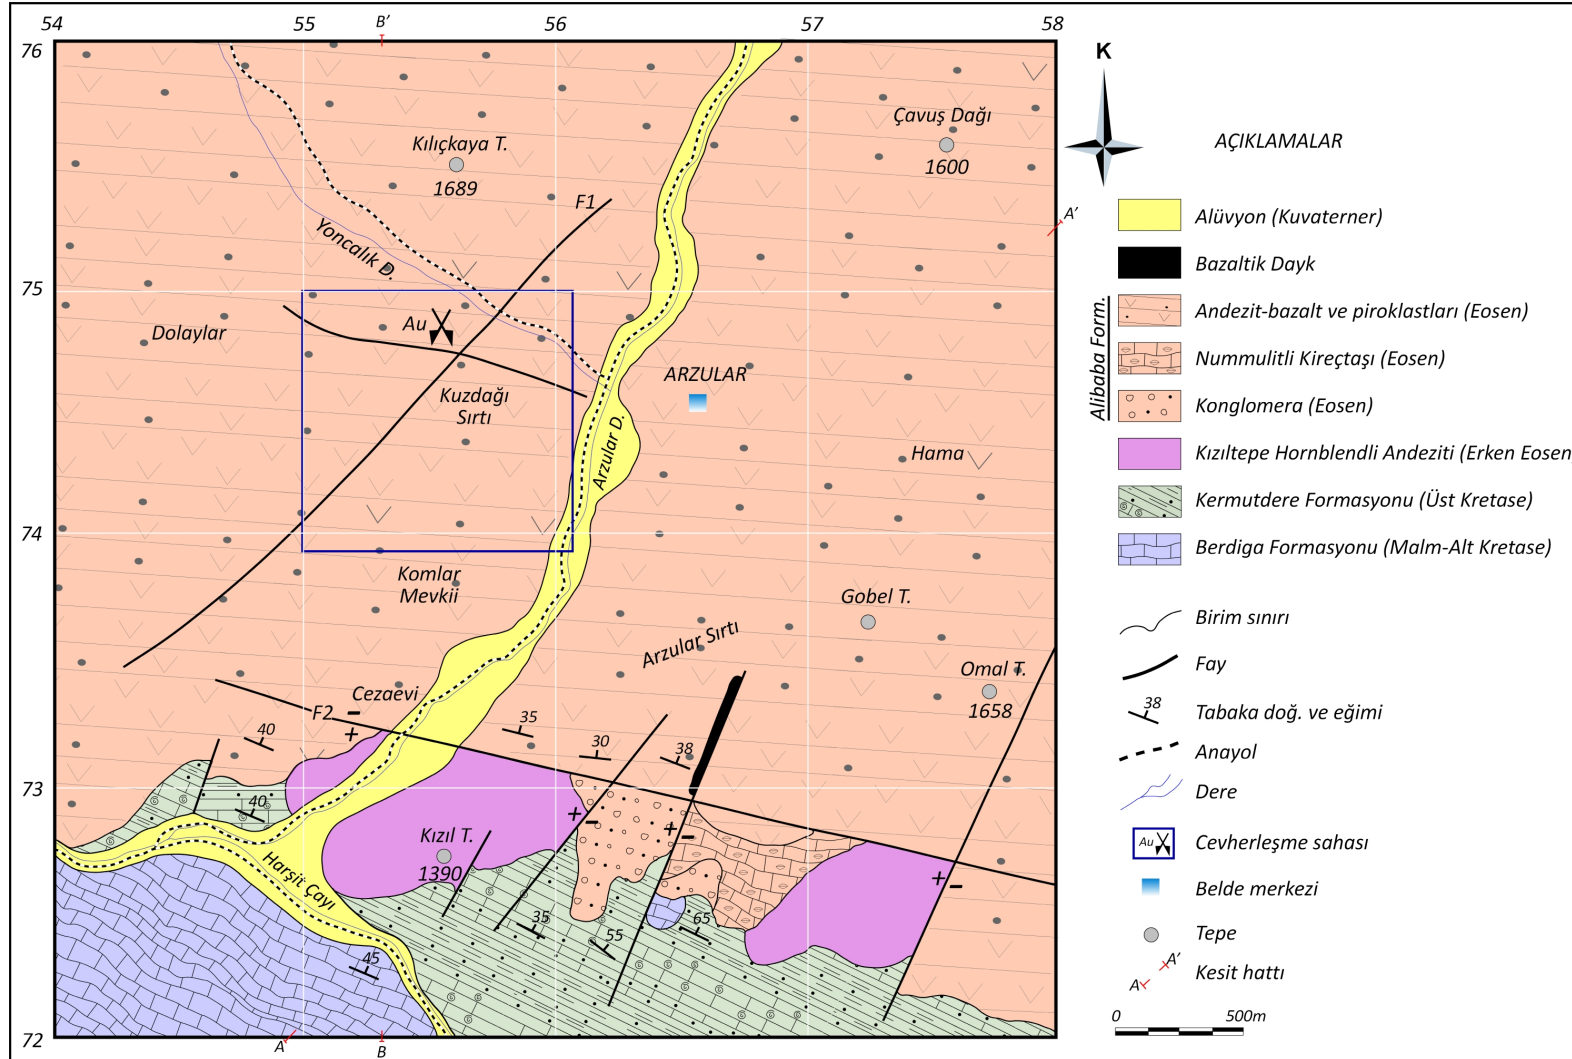 54
55
B'
56
57
58
76
75
74
73
72
K
Kılıçkaya T.
1689
Çavuş Dağı
1600
F1
A'
Yoncalık D.
Dolaylar
Au
Kuzdağı
Sırtı
ARZULAR
Arzular D.
Hama
Komlar
Mevkii
Gobel T.
Arzular Sırtı
Omal T.
1658
Cezaevi
F2
-
+
40
35
30
38
40
+
-
+
-
Kızıl T.
1390
+
-
Harşit Çayı
35
55
65
45
A
B
AÇIKLAMALAR
Alüvyon (Kuvaterner)
Bazaltik Dayk
Alibaba Form.
Andezit-bazalt ve piroklastları (Eosen)
Nummulitli Kireçtaşı (Eosen)
Konglomera (Eosen)
Kızıltepe Hornblendli Andeziti (Erken Eosen
Kermutdere Formasyonu (Üst Kretase)
Berdiga Formasyonu (Malm-Alt Kretase)
Birim sınırı
Fay
38
Tabaka doğ. ve eğimi
Anayol
Dere
Au
Cevherleşme sahası
Belde merkezi
Tepe
A A'
Kesit hattı
0 500m